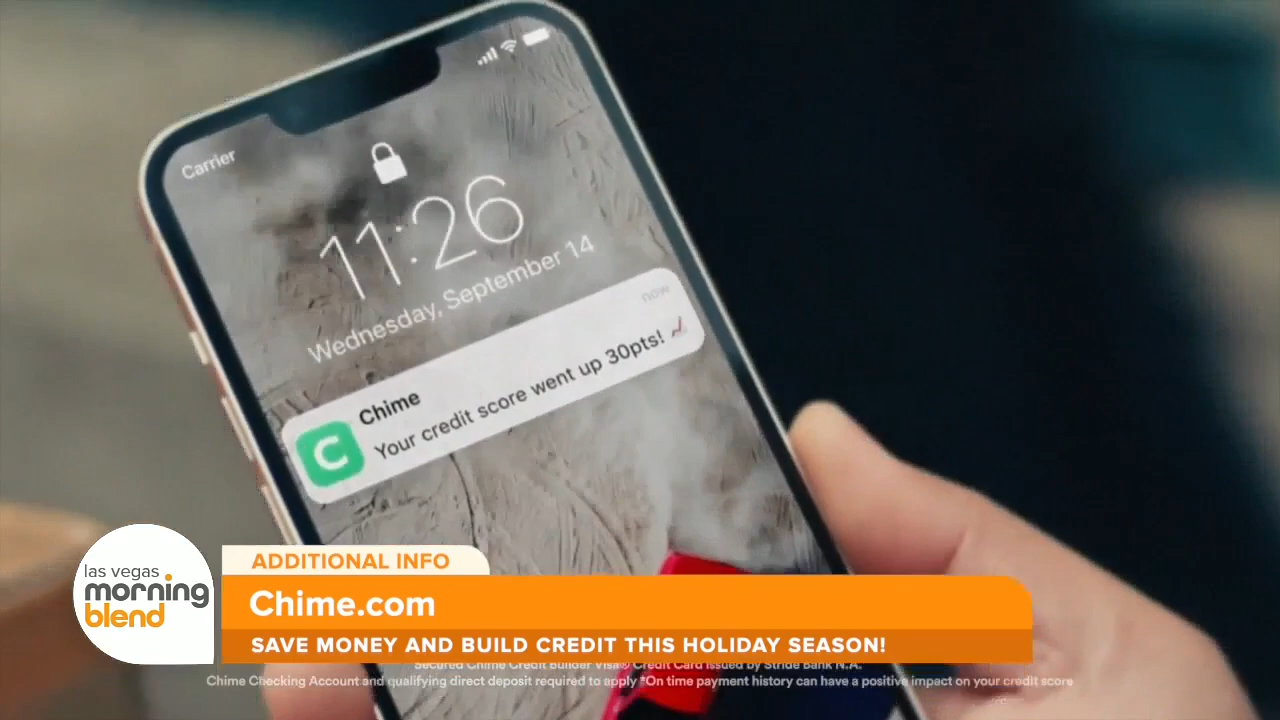 Carrier
11:26
Wednesday, September 14
now
Chime
Your credit score went up 30pts!
las vegas
morning
blend
ADDITIONAL INFO
Chime.com
SAVE MONEY AND BUILD CREDIT THIS HOLIDAY SEASON!
Secured Chime Credit Builder Visa® Credit Card issued by Stride Bank N.A.
Chime Checking Account and qualifying direct deposit required to apply *On time payment history can have a positive impact on your credit score